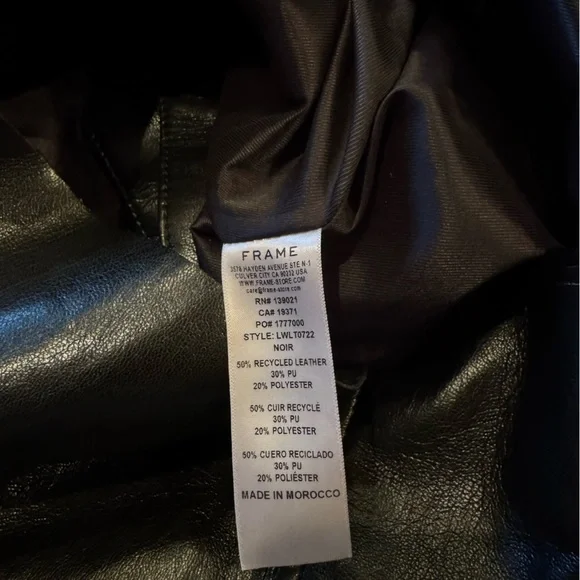 FRAME
3578 HAYDEN AVENUE STE N-1
CULVER CITY CA 90232 USA
WWW.FRAME-STORE.COM
care@frame-store.com
RN# 139021
CA# 19371
PO# 1777000
STYLE: LWLT0722
NOIR
50% RECYCLED LEATHER
30% PU
20% POLYESTER
50% CUIR RECYCLÉ
30% PU
20% POLYESTER
50% CUERO RECICLADO
30% PU
20% POLIÉSTER
MADE IN MOROCCO